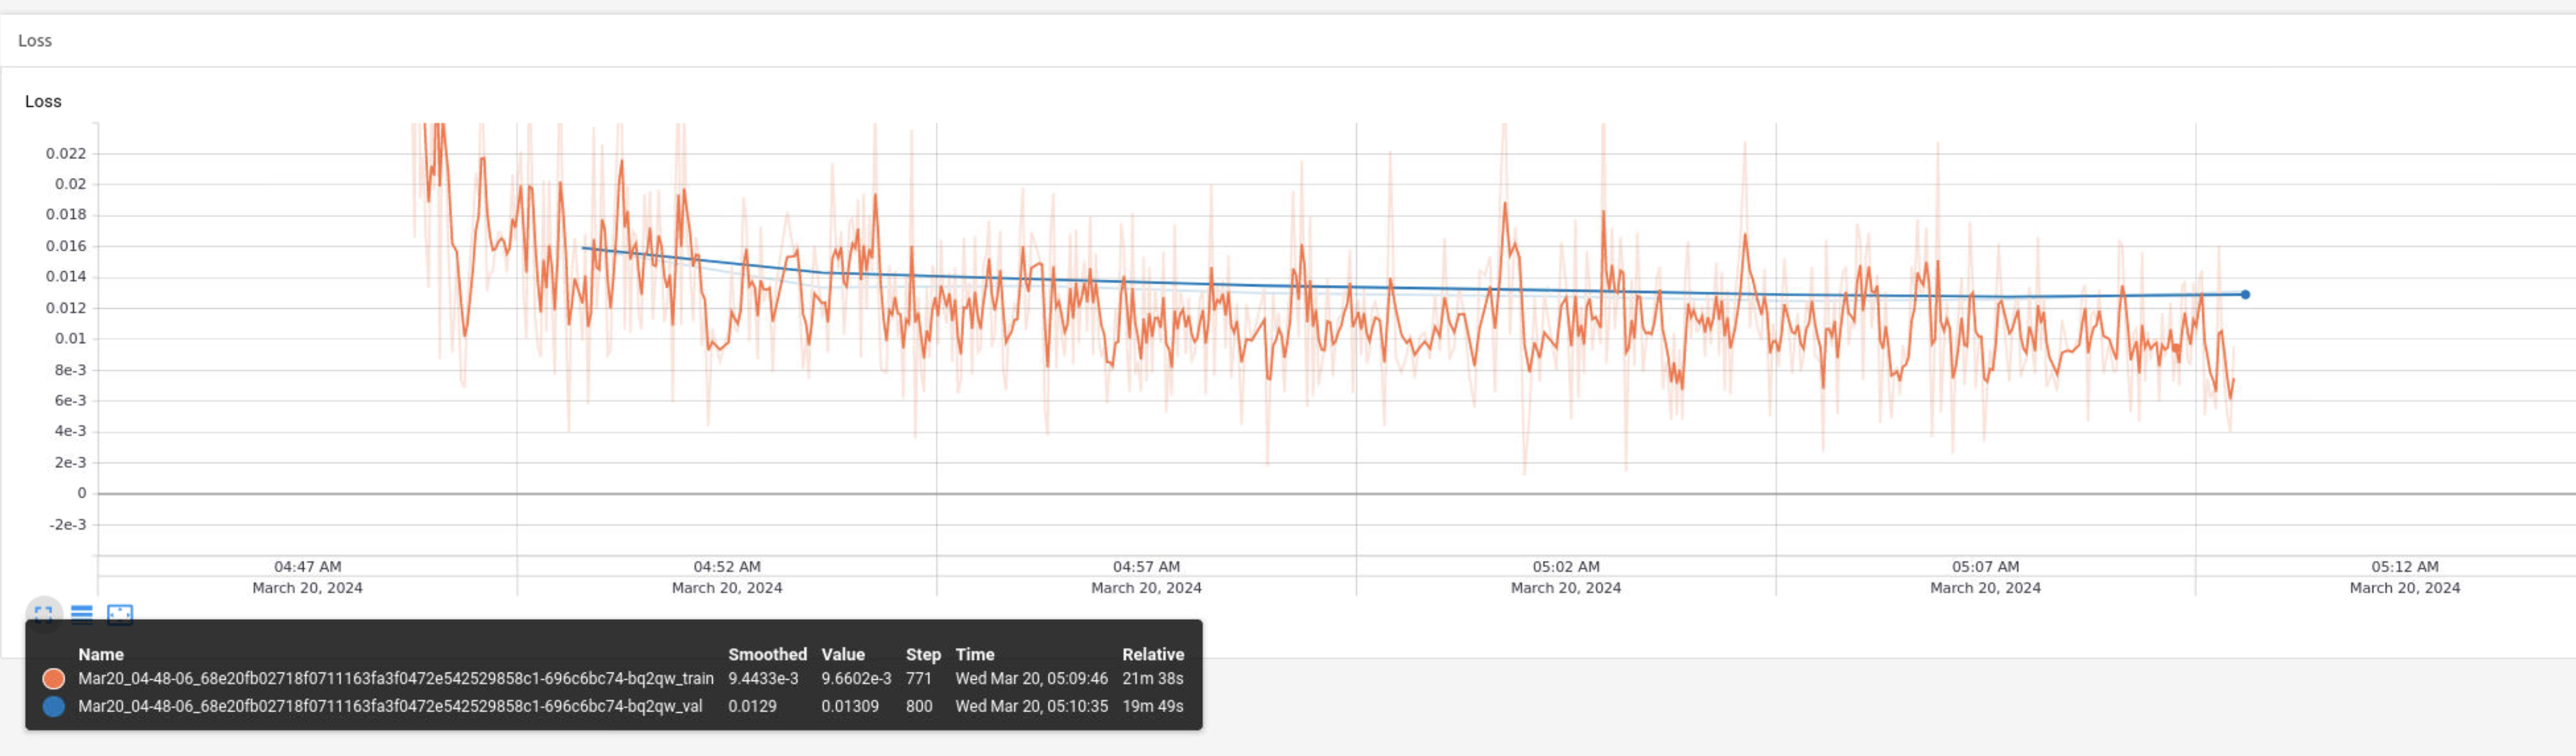 Loss
Loss
0.022
0.02
0.018
0.016
0.014
0.012
0.01
8e-3
6e-3
4e-3
2e-3
0
-2e-3
04:47 AM 04:52 AM 04:57 AM 05:02 AM 05:07 AM 05:12 AM
March 20, 2024 March 20, 2024 March 20, 2024 March 20, 2024 March 20, 2024 March 20, 2024
Name Smoothed Value Step Time Relative
Mar20_04-48-06_68e20fb02718f0711163fa3f0472e542529858c1-696c6bc74-bq2qw_train 9.4433e-3 9.6602e-3 771 Wed Mar 20, 05:09:46 21m 38s
Mar20_04-48-06_68e20fb02718f0711163fa3f0472e542529858c1-696c6bc74-bq2qw_val 0.0129 0.01309 800 Wed Mar 20, 05:10:35 19m 49s